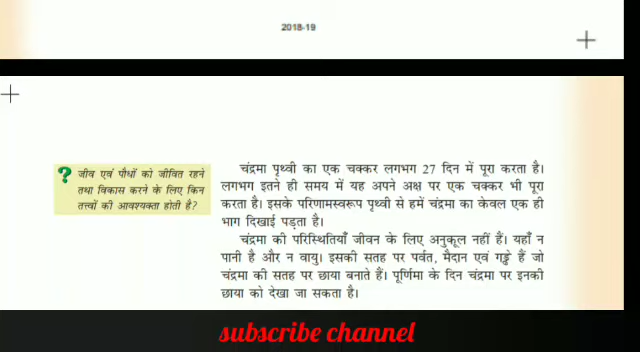 2018-19
? जीव एवं पौधों को जीवित रहने
तथा विकास करने के लिए किन
तत्त्वों की आवश्यकता होती है?
चंद्रमा पृथ्वी का एक चक्कर लगभग 27 दिन में पूरा करता है।
लगभग इतने ही समय में यह अपने अक्ष पर एक चक्कर भी पूरा
करता है। इसके परिणामस्वरूप पृथ्वी से हमें चंद्रमा का केवल एक ही
भाग दिखाई पड़ता है।
चंद्रमा की परिस्थितियाँ जीवन के लिए अनुकूल नहीं हैं। यहाँ न
पानी है और न वायु। इसकी सतह पर पर्वत, मैदान एवं गड्ढे हैं जो
चंद्रमा की सतह पर छाया बनाते हैं। पूर्णिमा के दिन चंद्रमा पर इनकी
छाया को देखा जा सकता है।
subscribe channel